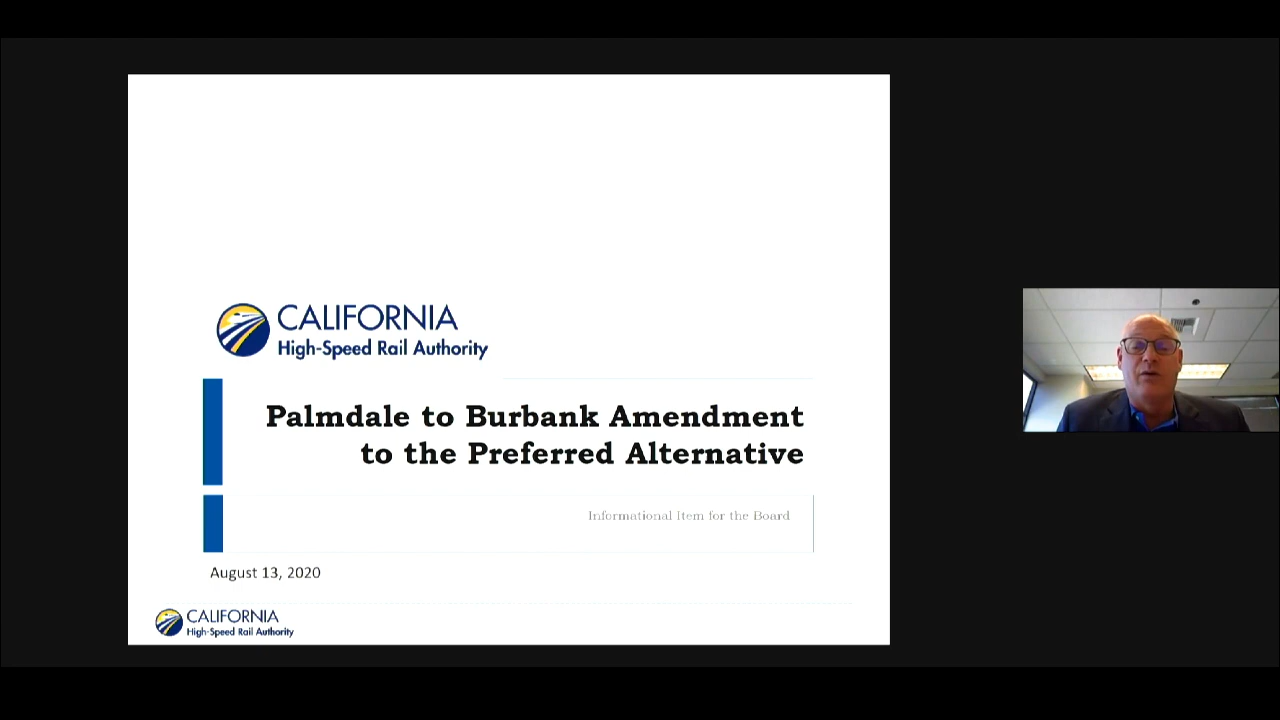 CALIFORNIA
High-Speed Rail Authority
Palmdale to Burbank Amendment
to the Preferred Alternative
Informational Item for the Board
August 13, 2020
CALIFORNIA
High-Speed Rail Authority